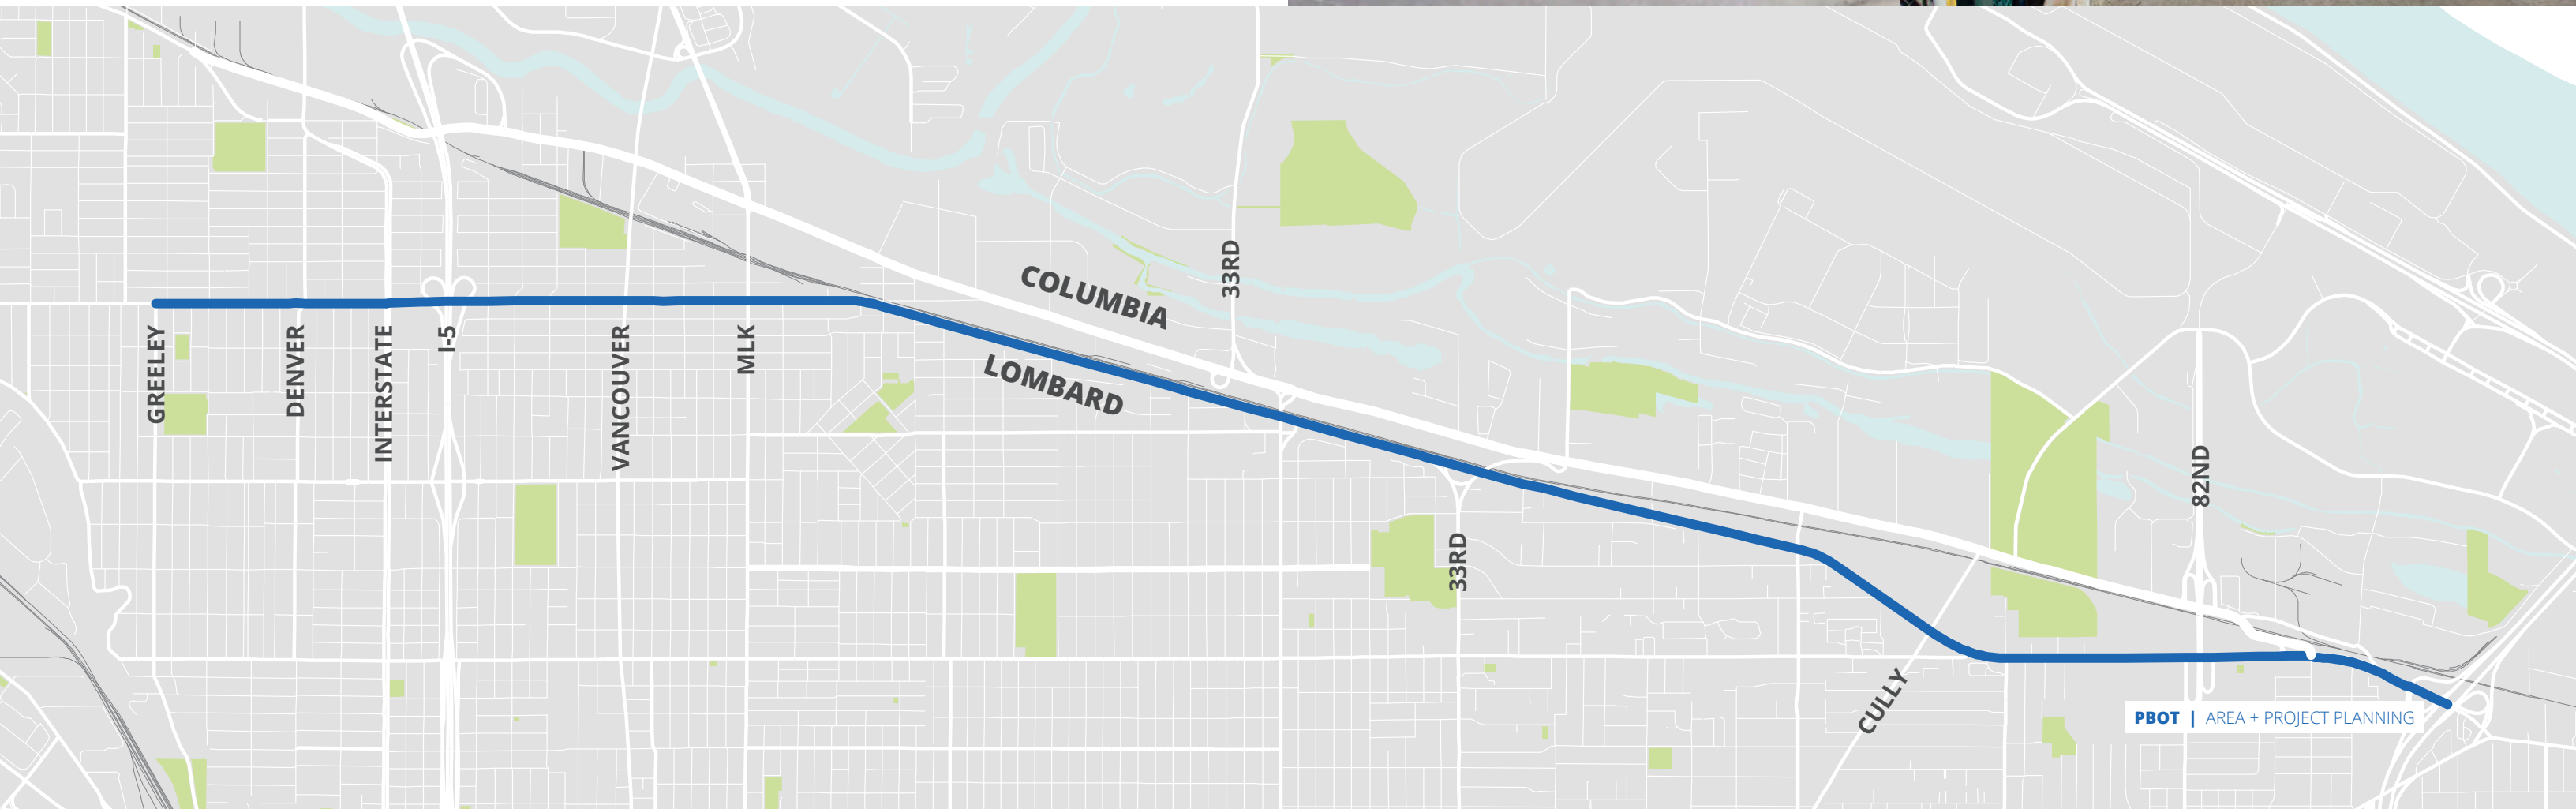 COLUMBIA
33RD
LOMBARD
GREELEY
DENVER
INTERSTATE
I-5
VANCOUVER
MLK
33RD
82ND
CULLY
PBOT | AREA + PROJECT PLANNING